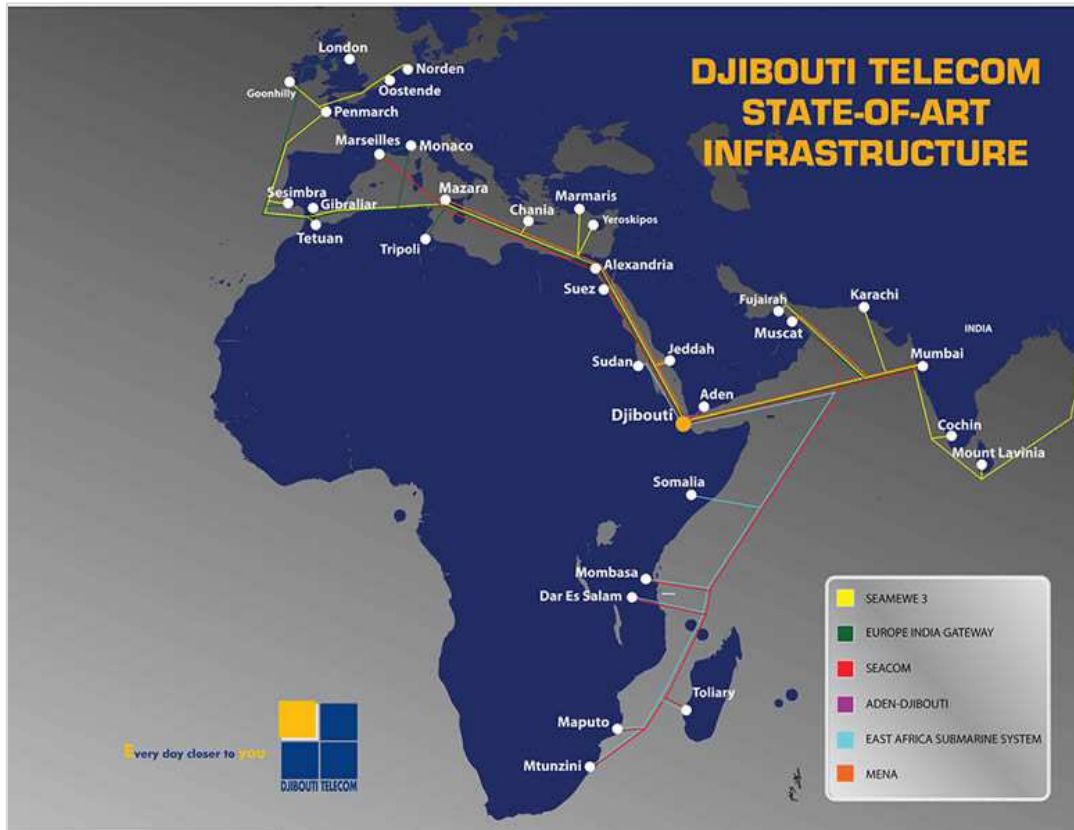 DJIBOUTI TELECOM
STATE-OF-ART
INFRASTRUCTURE
London
Norden
Oostende
Goonhilly
Penmarch
Marseilles
Monaco
Sesimbra
Gibraliar
Mazara
Marmaris
Chania
Yeroskipos
Tetuan
Tripoli
Alexandria
Suez
Fujairah
Karachi
Muscat
INDIA
Mumbai
Sudan
Jeddah
Aden
Djibouti
Cochin
Mount Lavinia
Somalia
Mombasa
Dar Es Salam
Toliary
Maputo
Mtunzini
SEAMEWE 3
EUROPE INDIA GATEWAY
SEACOM
ADEN-DJIBOUTI
EAST AFRICA SUBMARINE SYSTEM
MENA
Every day closer to you
DJIBOUTI TELECOM